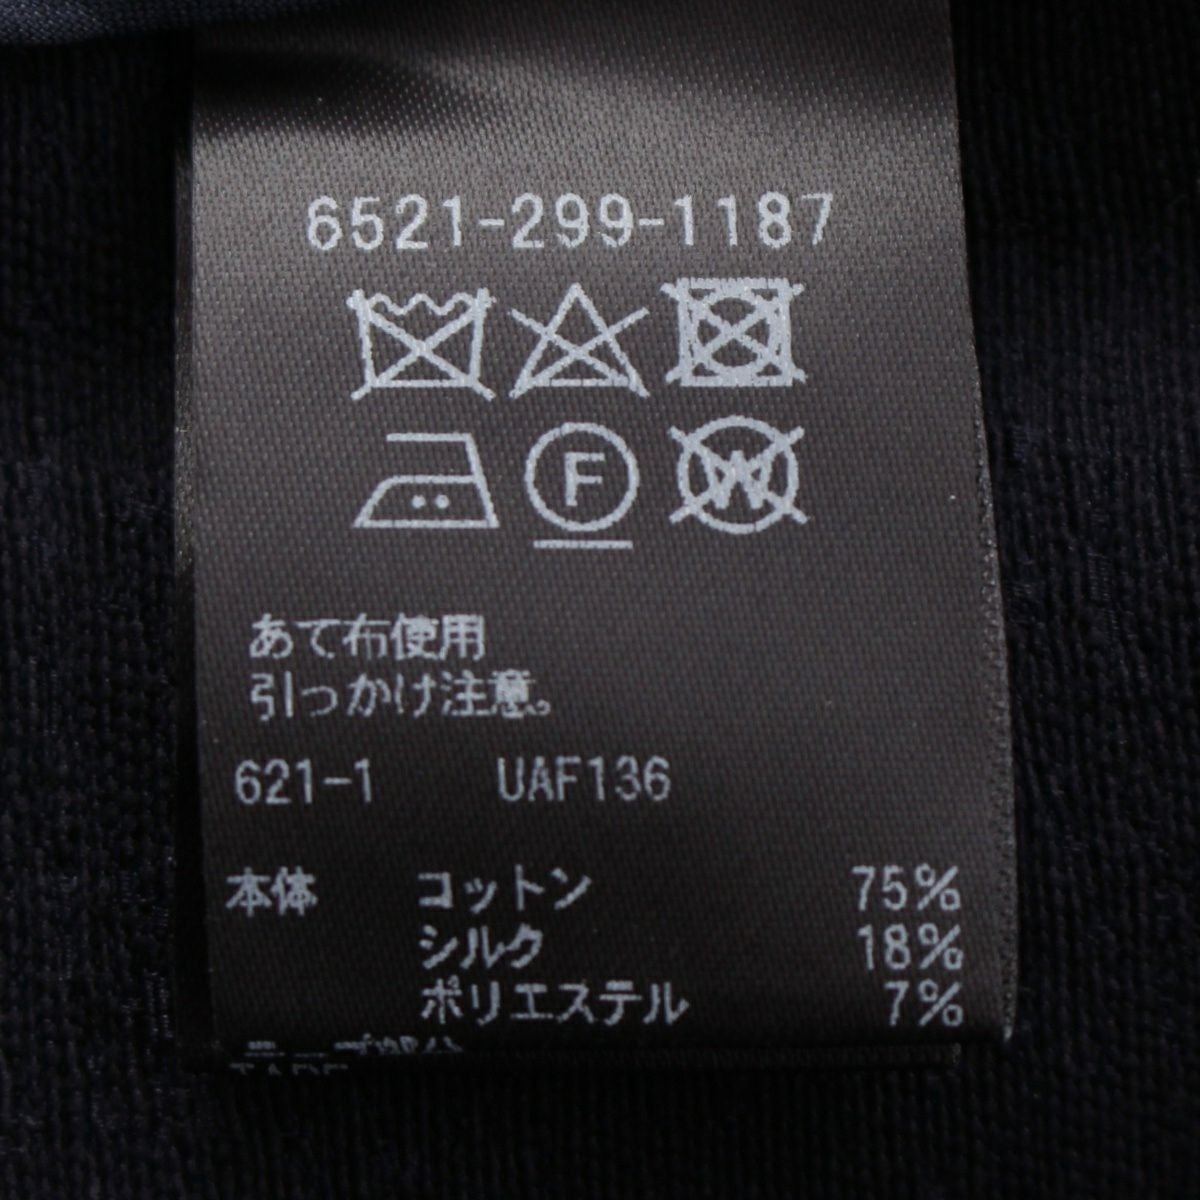 6521-299-1187
F W
あて布使用
引っかけ注意。
621-1 UAF136
本体 コットン 75%
シルク 18%
ポリエステル 7%